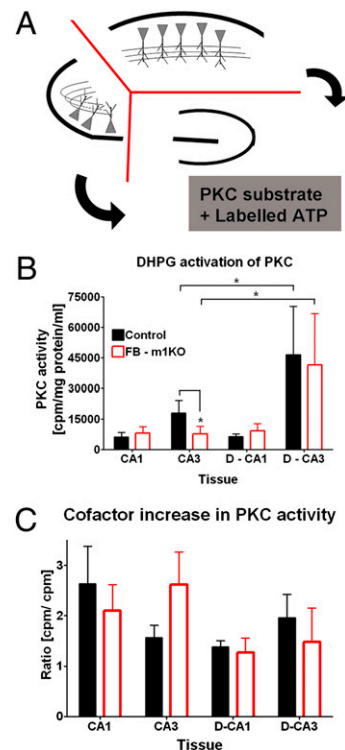 A
PKC substrate
+ Labelled ATP
B
DHPG activation of PKC
PKC activity
[cpm/mg protein/ml]
75000
60000
45000
30000
15000
0
Control
FB - m1KO
*
*
*
CA1
CA3
D - CA1
D - CA3
Tissue
C
Cofactor increase in PKC activity
Ratio [cpm/ cpm]
3
2
1
0
CA1
CA3
D-CA1
D-CA3
Tissue